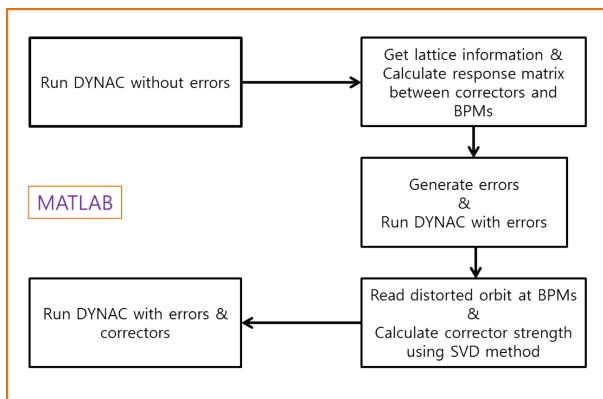 Run DYNAC without errors
Get lattice information &
Calculate response matrix
between correctors and
BPMs
Generate errors
&
Run DYNAC with errors
MATLAB
Read distorted orbit at BPMs
&
Calculate corrector strength
using SVD method
Run DYNAC with errors &
correctors